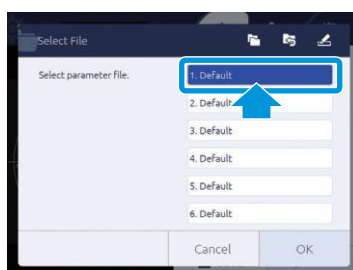 Select File
Select parameter file.
1. Default
2. Default
3. Default
4. Default
5. Default
6. Default
Cancel
OK